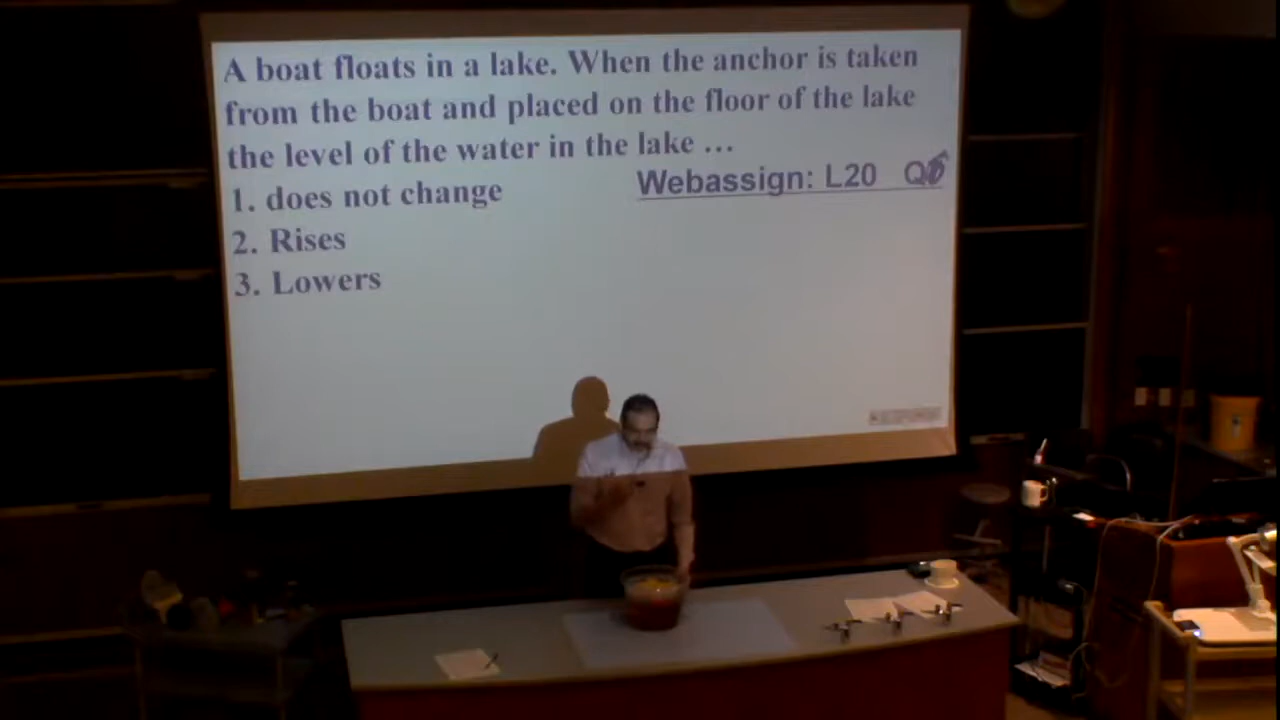 A boat floats in a lake. When the anchor is taken
from the boat and placed on the floor of the lake
the level of the water in the lake ...
Webassign: L20
1. does not change
2. Rises
3. Lowers